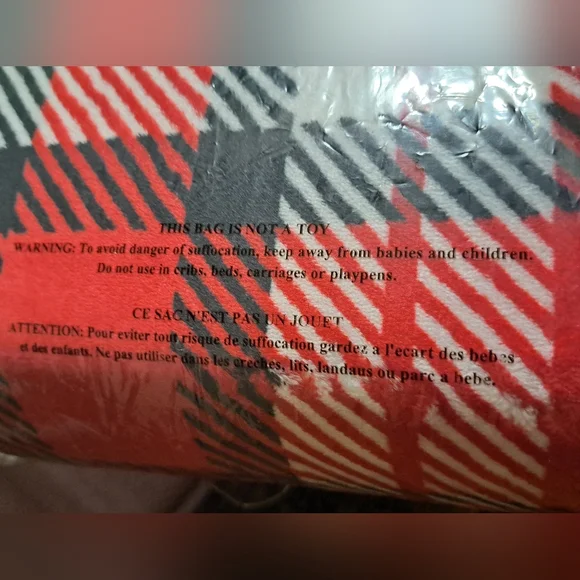 THIS BAG IS NOT A TOY
WARNING: To avoid danger of suffocation, keep away from babies and children.
Do not use in cribs, beds, carriages or playpens.
CE SAC N'EST PAS UN JOUET
ATTENTION: Pour eviter tout risque de suffocation gardez a l'ecart des bebes
et des enfants. Ne pas utiliser dans les creches, lits, landaus ou parc a bebe.